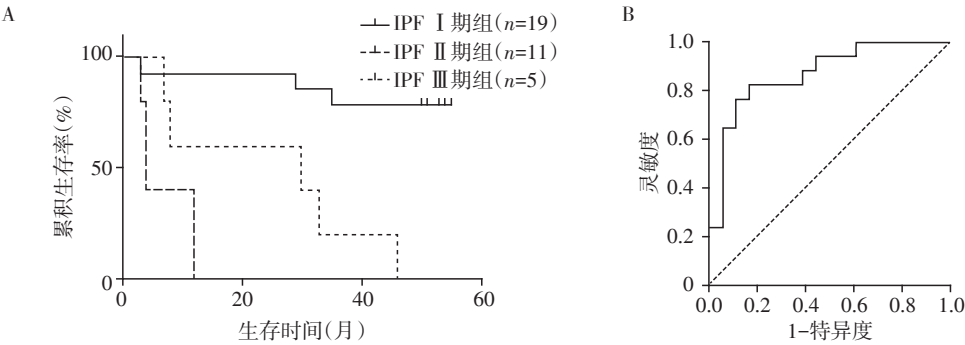 A
IPF Ⅰ期组(n=19)
IPF Ⅱ期组(n=11)
IPF Ⅲ期组(n=5)
100
50
0
累积生存率(%)
0 20 40 60
生存时间(月)
B
1.0
0.8
0.6
0.4
0.2
0
灵敏度
0.0 0.2 0.4 0.6 0.8 1.0
1-特异度